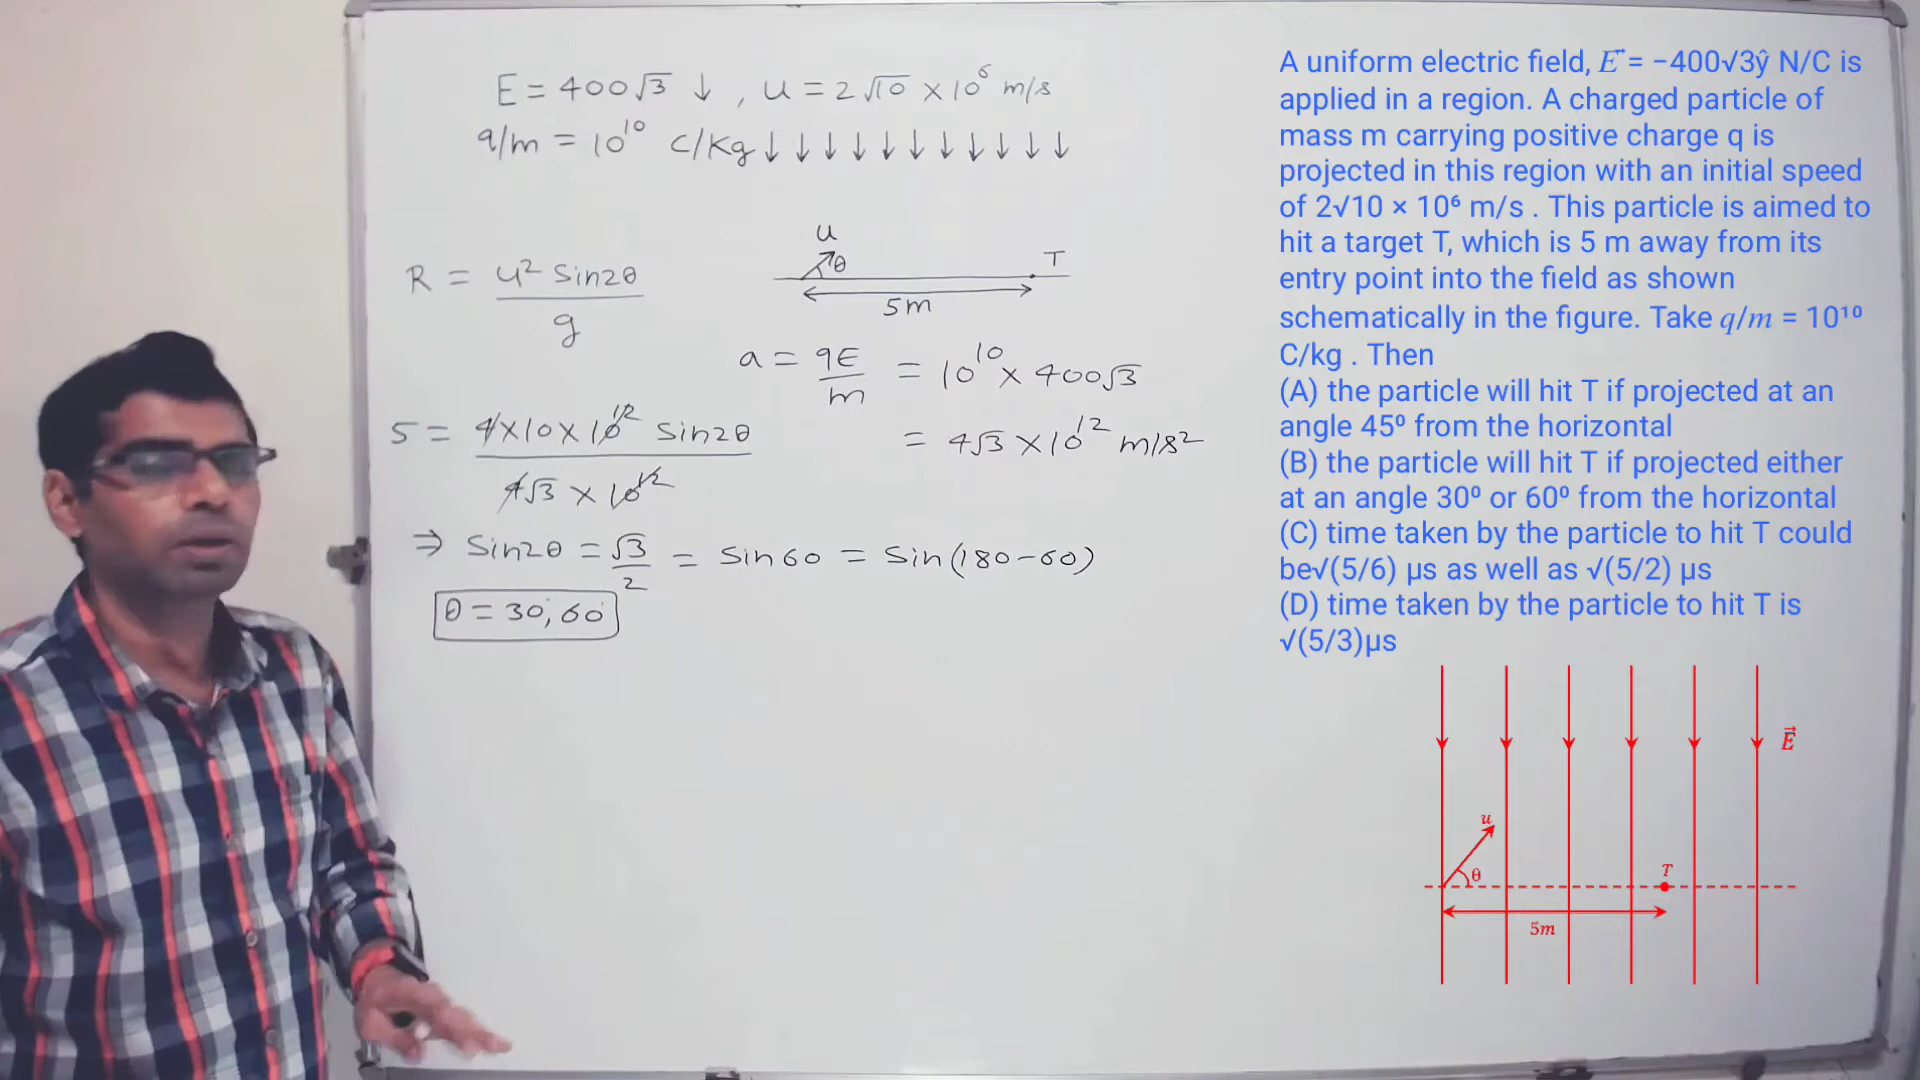 E = 400√3 ↓ , u = 2√10 × 10⁶ m/s
q/m = 10¹⁰ C/Kg ↓ ↓ ↓ ↓ ↓ ↓ ↓ ↓ ↓ ↓ ↓
u
θ
T
5m
R = u² Sin2θ / g
a = qE/m = 10¹⁰ × 400√3
= 4√3 × 10¹² m/s²
5 = 4×10×10¹² Sin2θ / 4√3 × 10¹²
⇒ Sin2θ = √3/2 = Sin60 = Sin(180-60)
θ = 30, 60
A uniform electric field, E⃗ = −400√3ŷ N/C is
applied in a region. A charged particle of
mass m carrying positive charge q is
projected in this region with an initial speed
of 2√10 × 10⁶ m/s . This particle is aimed to
hit a target T, which is 5 m away from its
entry point into the field as shown
schematically in the figure. Take q/m = 10¹⁰
C/kg . Then
(A) the particle will hit T if projected at an
angle 45⁰ from the horizontal
(B) the particle will hit T if projected either
at an angle 30⁰ or 60⁰ from the horizontal
(C) time taken by the particle to hit T could
be√(5/6) μs as well as √(5/2) μs
(D) time taken by the particle to hit T is
√(5/3)μs
E⃗
u
θ
T
5m